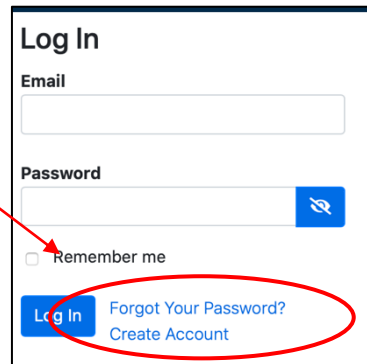 Log In
Email
Password
Remember me
Log In
Forgot Your Password?
Create Account